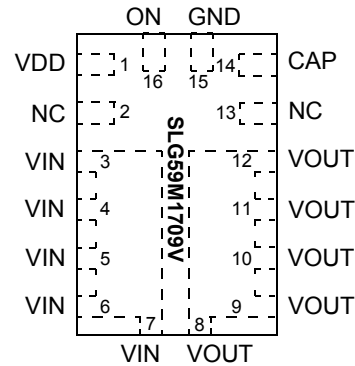 ON GND
VDD 1 16 15 14 CAP
NC 2 13 NC
VIN 3 12 VOUT
VIN 4 11 VOUT
VIN 5 10 VOUT
VIN 6 9 VOUT
7 8
VIN VOUT
SLG59M1709V